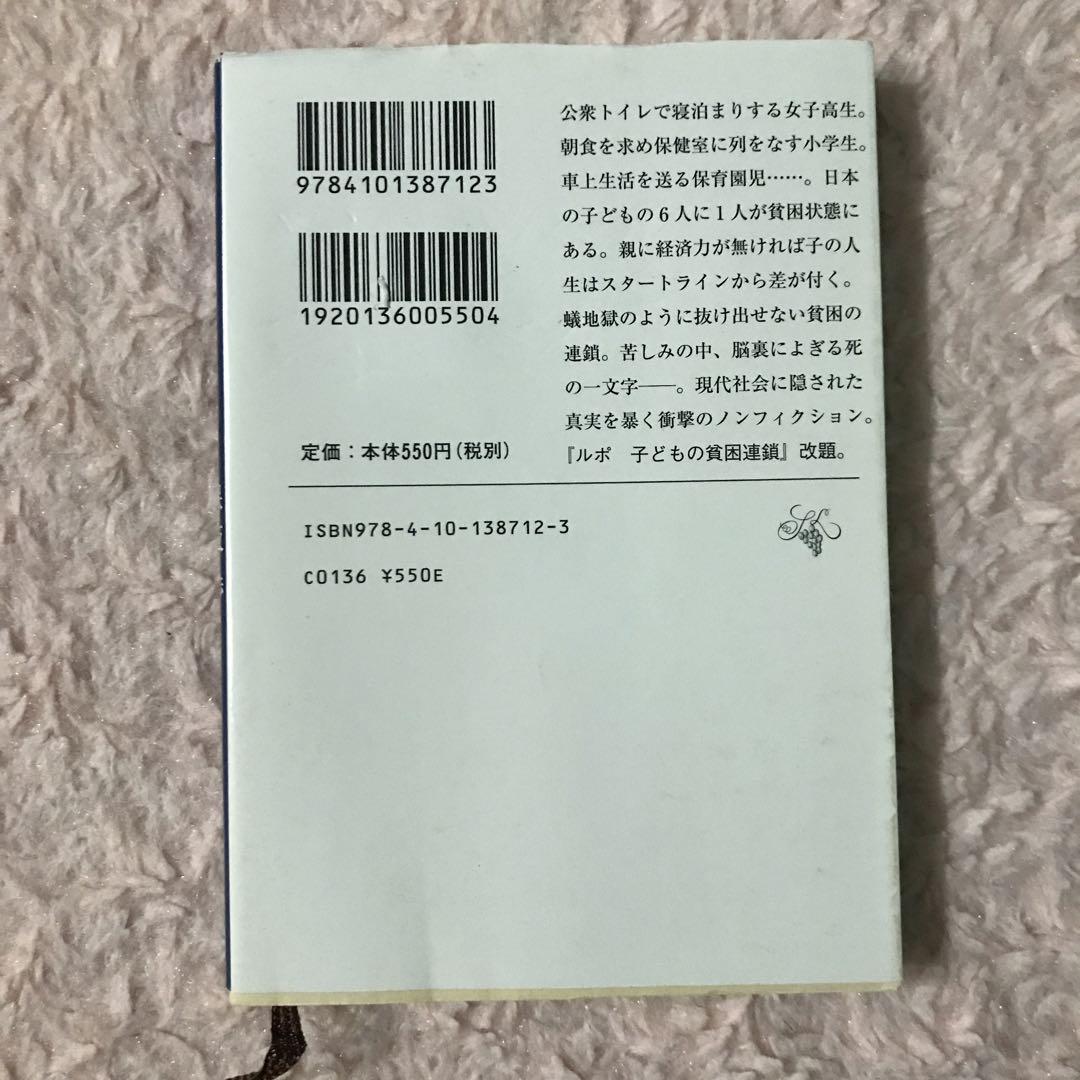 9784101387123
1920136005504
定価：本体550円（税別）
公衆トイレで寝泊まりする女子高生。
朝食を求め保健室に列をなす小学生。
車上生活を送る保育園児……。日本
の子どもの6人に1人が貧困状態に
ある。親に経済力が無ければ子の人
生はスタートラインから差が付く。
蟻地獄のように抜け出せない貧困の
連鎖。苦しみの中、脳裏によぎる死
の一文字――。現代社会に隠された
真実を暴く衝撃のノンフィクション。
『ルポ　子どもの貧困連鎖』改題。
ISBN978-4-10-138712-3
C0136 ¥550E